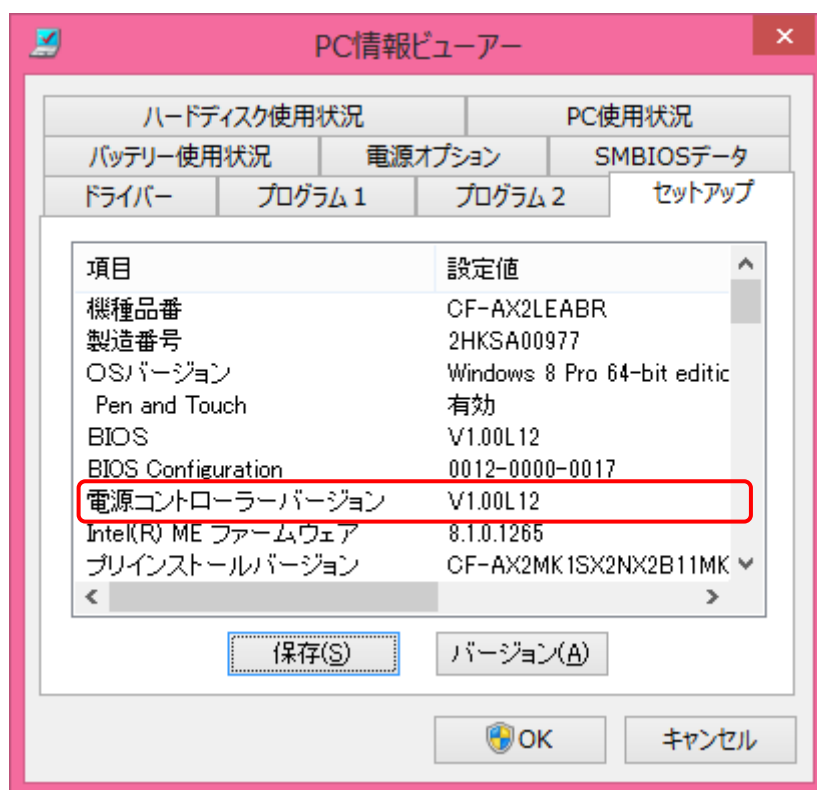 PC情報ビューアー
ハードディスク使用状況 PC使用状況
バッテリー使用状況 電源オプション SMBIOSデータ
ドライバー プログラム 1 プログラム 2 セットアップ
項目 設定値
機種品番 CF-AX2LEABR
製造番号 2HKSA00977
OSバージョン Windows 8 Pro 64-bit editic
Pen and Touch 有効
BIOS V1.00L12
BIOS Configuration 0012-0000-0017
電源コントローラーバージョン V1.00L12
Intel(R) ME ファームウェア 8.1.0.1265
プリインストールバージョン CF-AX2MK1SX2NX2B11MK
保存(S) バージョン(A)
OK キャンセル